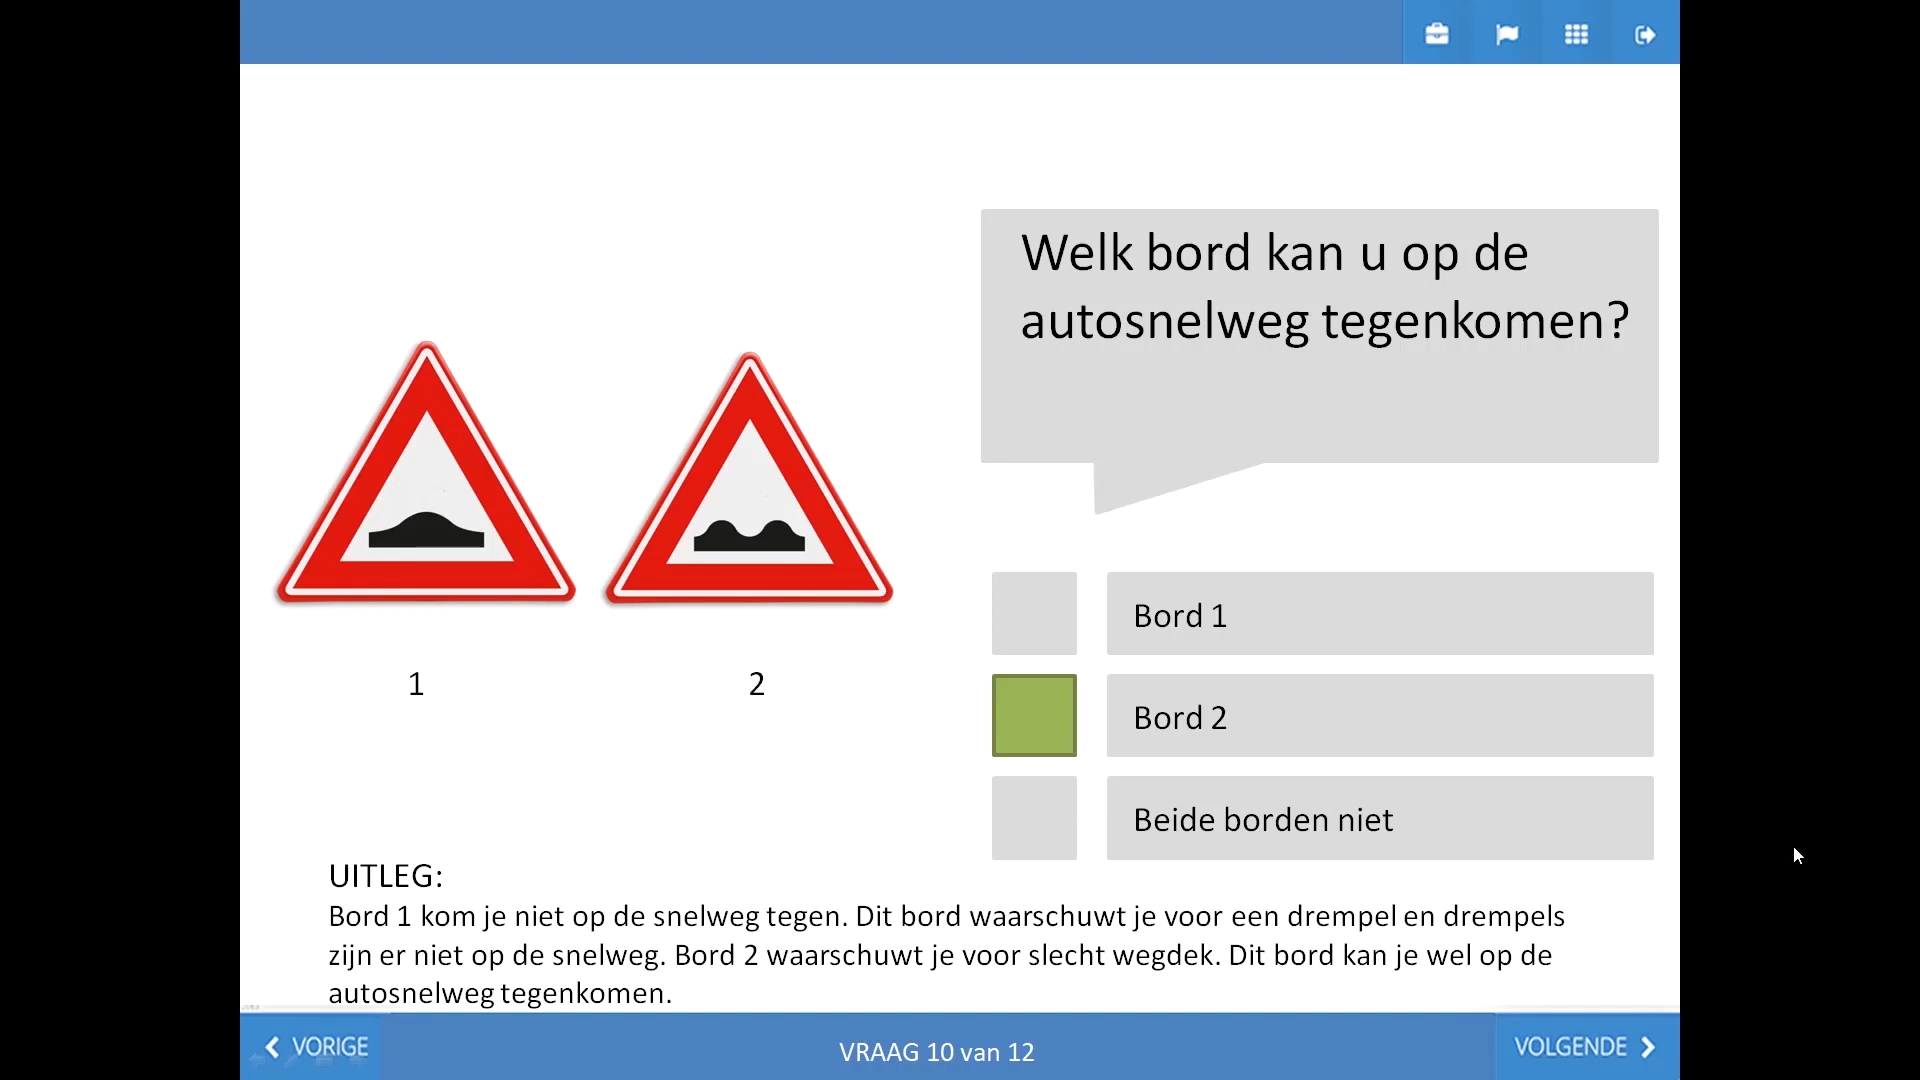 Welk bord kan u op de
autosnelweg tegenkomen?
1
2
Bord 1
Bord 2
Beide borden niet
UITLEG:
Bord 1 kom je niet op de snelweg tegen. Dit bord waarschuwt je voor een drempel en drempels
zijn er niet op de snelweg. Bord 2 waarschuwt je voor slecht wegdek. Dit bord kan je wel op de
autosnelweg tegenkomen.
VORIGE
VRAAG 10 van 12
VOLGENDE